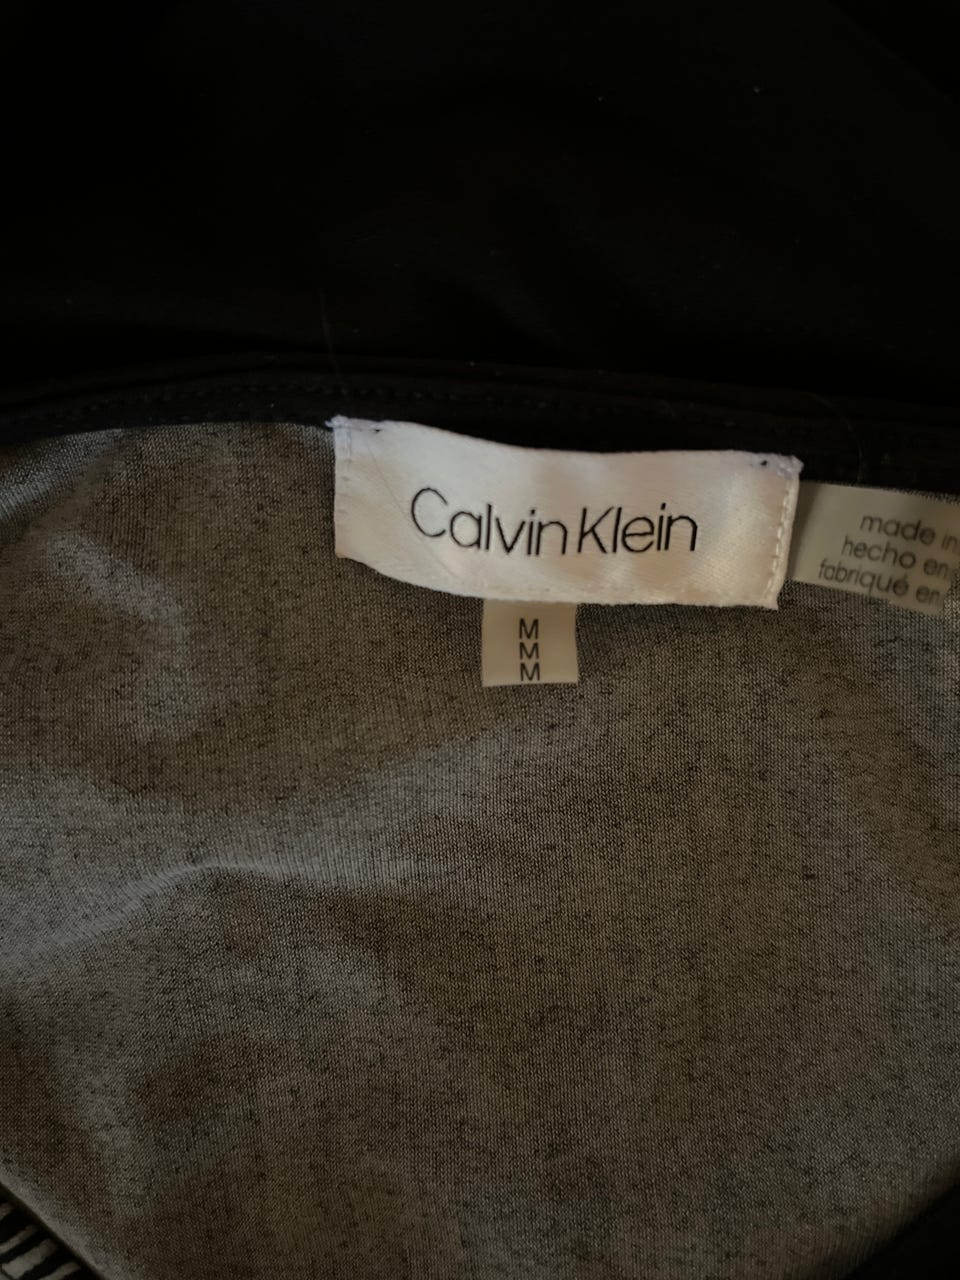 Calvin Klein
M
M
M
made in
hecho en
fabriqué en